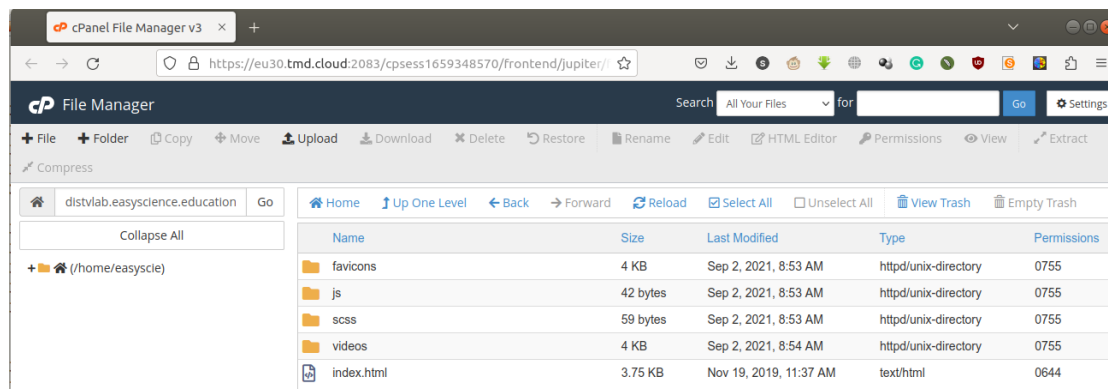 cP cPanel File Manager v3
https://eu30.tmd.cloud:2083/cpsess1659348570/frontend/jupiter/
cP File Manager Search All Your Files for Go Settings
File Folder Copy Move Upload Download Delete Restore Rename Edit HTML Editor Permissions View Extract
Compress
distvlab.easyscience.education Go Home Up One Level Back Forward Reload Select All Unselect All View Trash Empty Trash
Collapse All Name Size Last Modified Type Permissions
(/home/easyscie) favicons 4 KB Sep 2, 2021, 8:53 AM httpd/unix-directory 0755
js 42 bytes Sep 2, 2021, 8:53 AM httpd/unix-directory 0755
scss 59 bytes Sep 2, 2021, 8:53 AM httpd/unix-directory 0755
videos 4 KB Sep 2, 2021, 8:54 AM httpd/unix-directory 0755
index.html 3.75 KB Nov 19, 2019, 11:37 AM text/html 0644